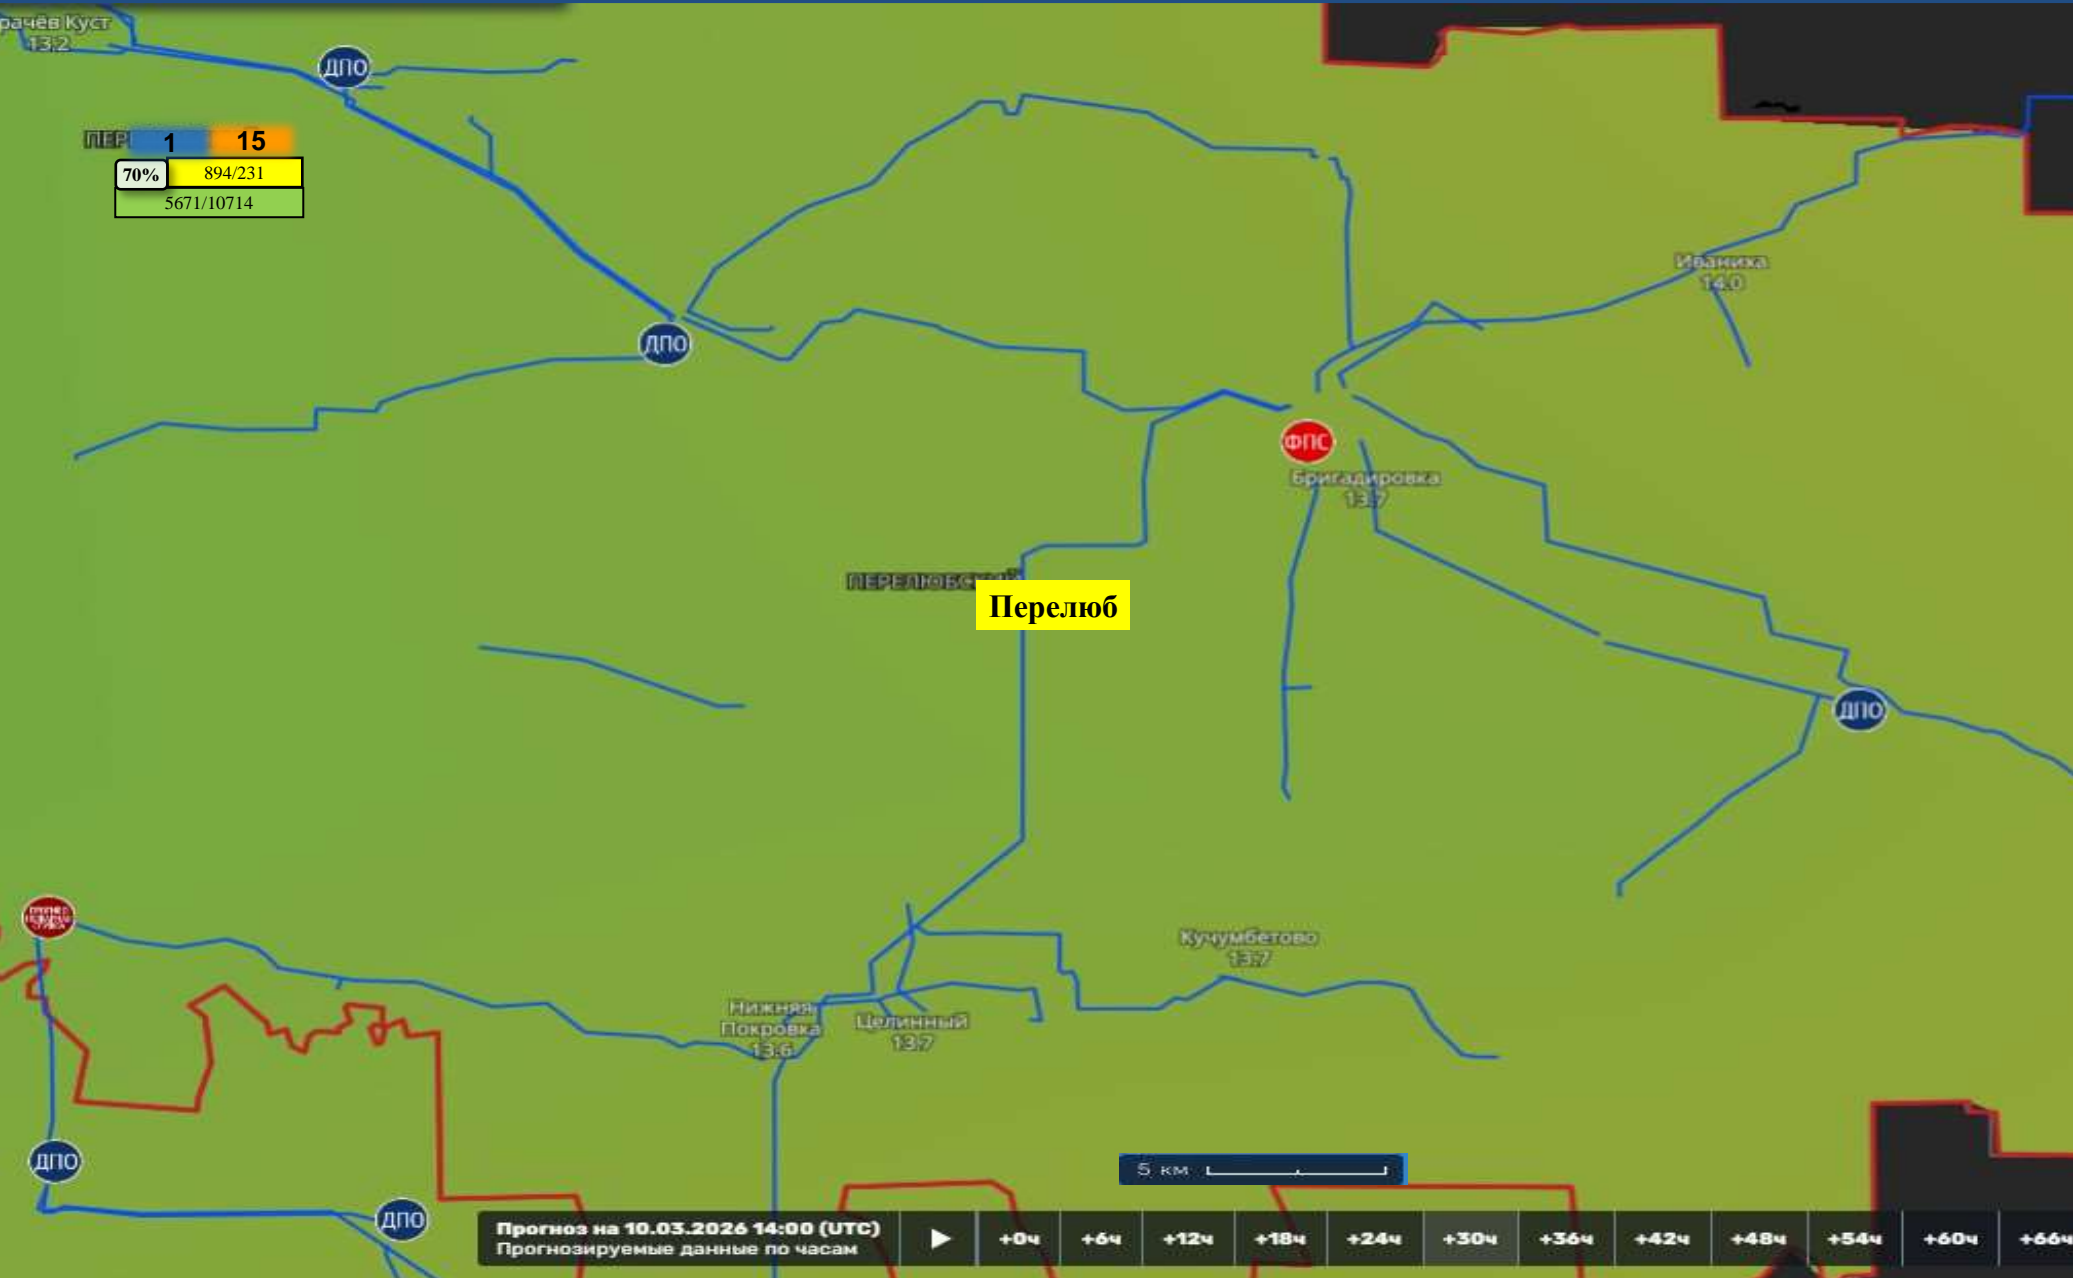 рачёв Куст
13.2
ДПО
ПЕР
1
15
70%
894/231
5671/10714
Иваниха
14.0
ДПО
ФПС
Бригадировка
13.7
ПЕРЕЛЮБСКИЙ
Перелюб
ДПО
Кучумбетово
13.7
Нижняя
Покровка
13.6
Целинный
13.7
ДПО
ДПО
5 км
Прогноз на 10.03.2026 14:00 (UTC)
Прогнозируемые данные по часам
+0ч
+6ч
+12ч
+18ч
+24ч
+30ч
+36ч
+42ч
+48ч
+54ч
+60ч
+66ч